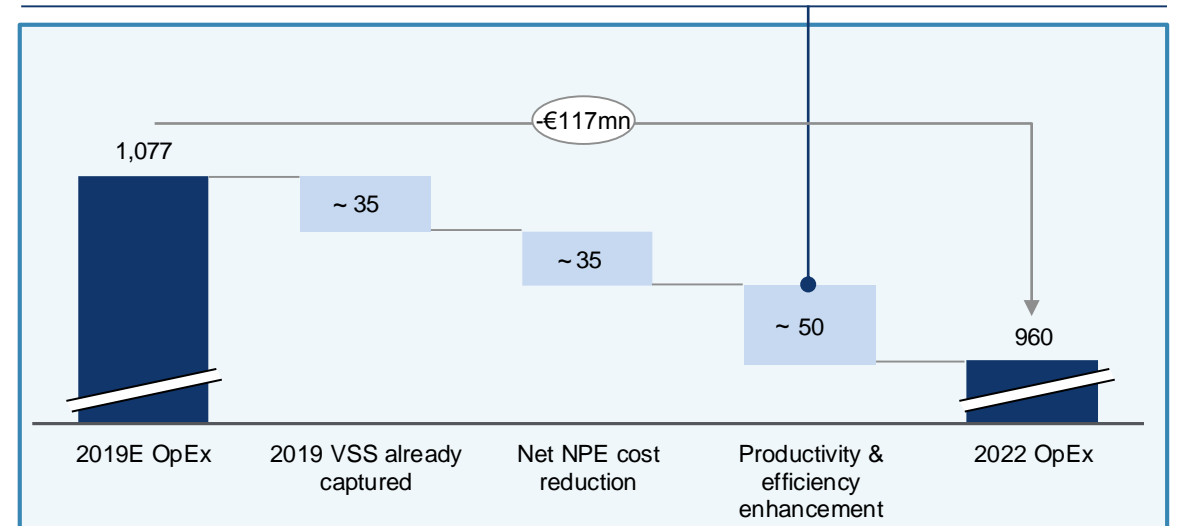 -€117mn
1,077
~ 35
~ 35
~ 50
960
2019E OpEx
2019 VSS already
captured
Net NPE cost
reduction
Productivity &
efficiency
enhancement
2022 OpEx